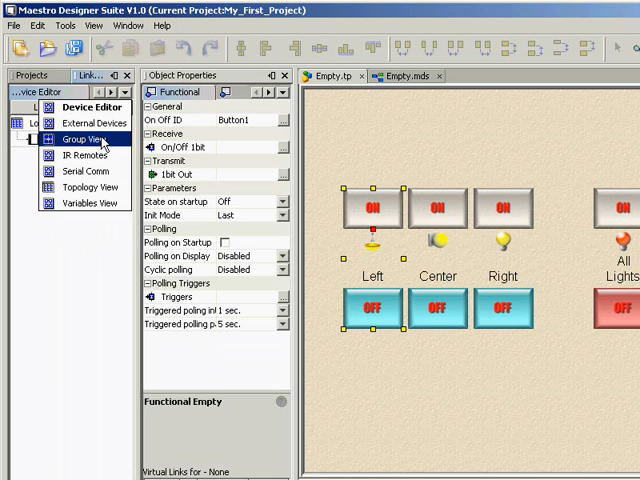 Maestro Designer Suite V1.0 (Current Project:My_First_Project)
File Edit Tools View Window Help
Projects Link...
...vice Editor
Device Editor
External Devices
Group View
IR Remotes
Serial Comm
Topology View
Variables View
Lo
Object Properties
Functional
General
On Off ID Button1
Receive
On/Off 1bit
Transmit
1bit Out
Parameters
State on startup Off
Init Mode Last
Polling
Polling on Startup
Polling on Display Disabled
Cyclic polling Disabled
Polling Triggers
Triggers
Triggered polling int 1 sec.
Triggered polling p 5 sec.
Functional Empty
Virtual Links for - None
Empty.tp Empty.mds
ON ON ON ON
Left Center Right All Lights
OFF OFF OFF OFF